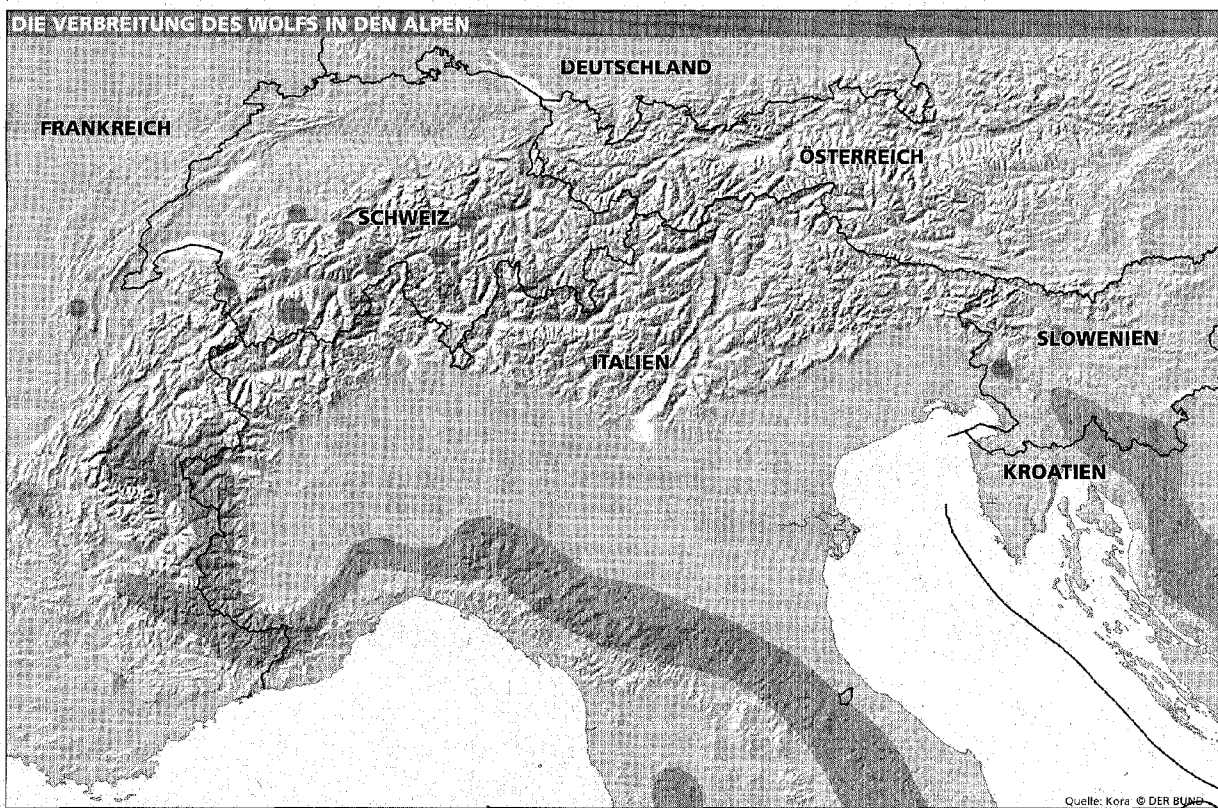 DIE VERBREITUNG DES WOLFS IN DEN ALPEN
DEUTSCHLAND
FRANKREICH
ÖSTERREICH
SCHWEIZ
SLOWENIEN
ITALIEN
KROATIEN
Quelle: Kora © DER BUND